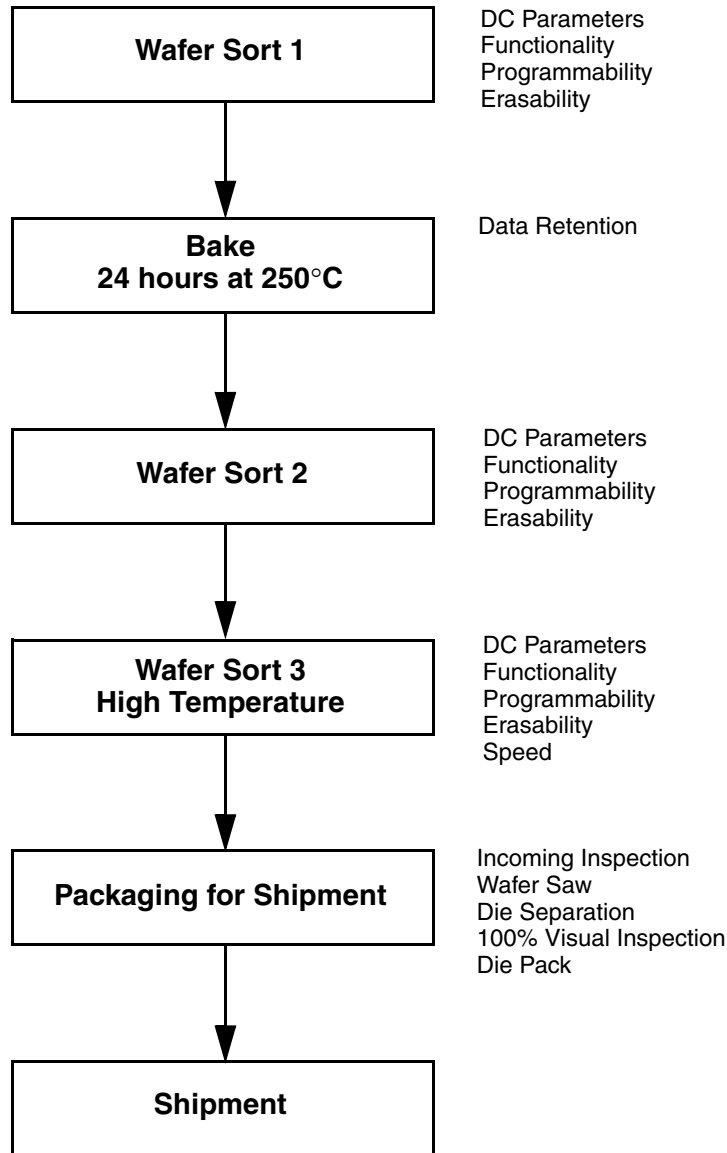 Wafer Sort 1
DC Parameters
Functionality
Programmability
Erasability
Bake
24 hours at 250°C
Data Retention
Wafer Sort 2
DC Parameters
Functionality
Programmability
Erasability
Wafer Sort 3
High Temperature
DC Parameters
Functionality
Programmability
Erasability
Speed
Packaging for Shipment
Incoming Inspection
Wafer Saw
Die Separation
100% Visual Inspection
Die Pack
Shipment